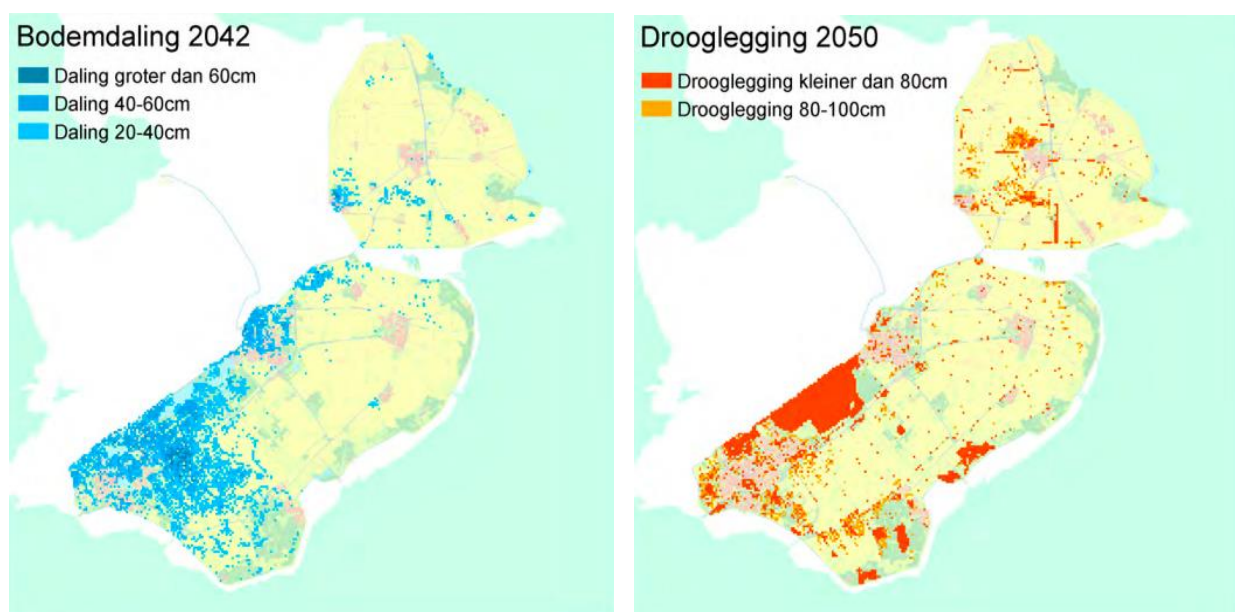 Bodemdaling 2042
Daling groter dan 60cm
Daling 40-60cm
Daling 20-40cm
Drooglegging 2050
Drooglegging kleiner dan 80cm
Drooglegging 80-100cm